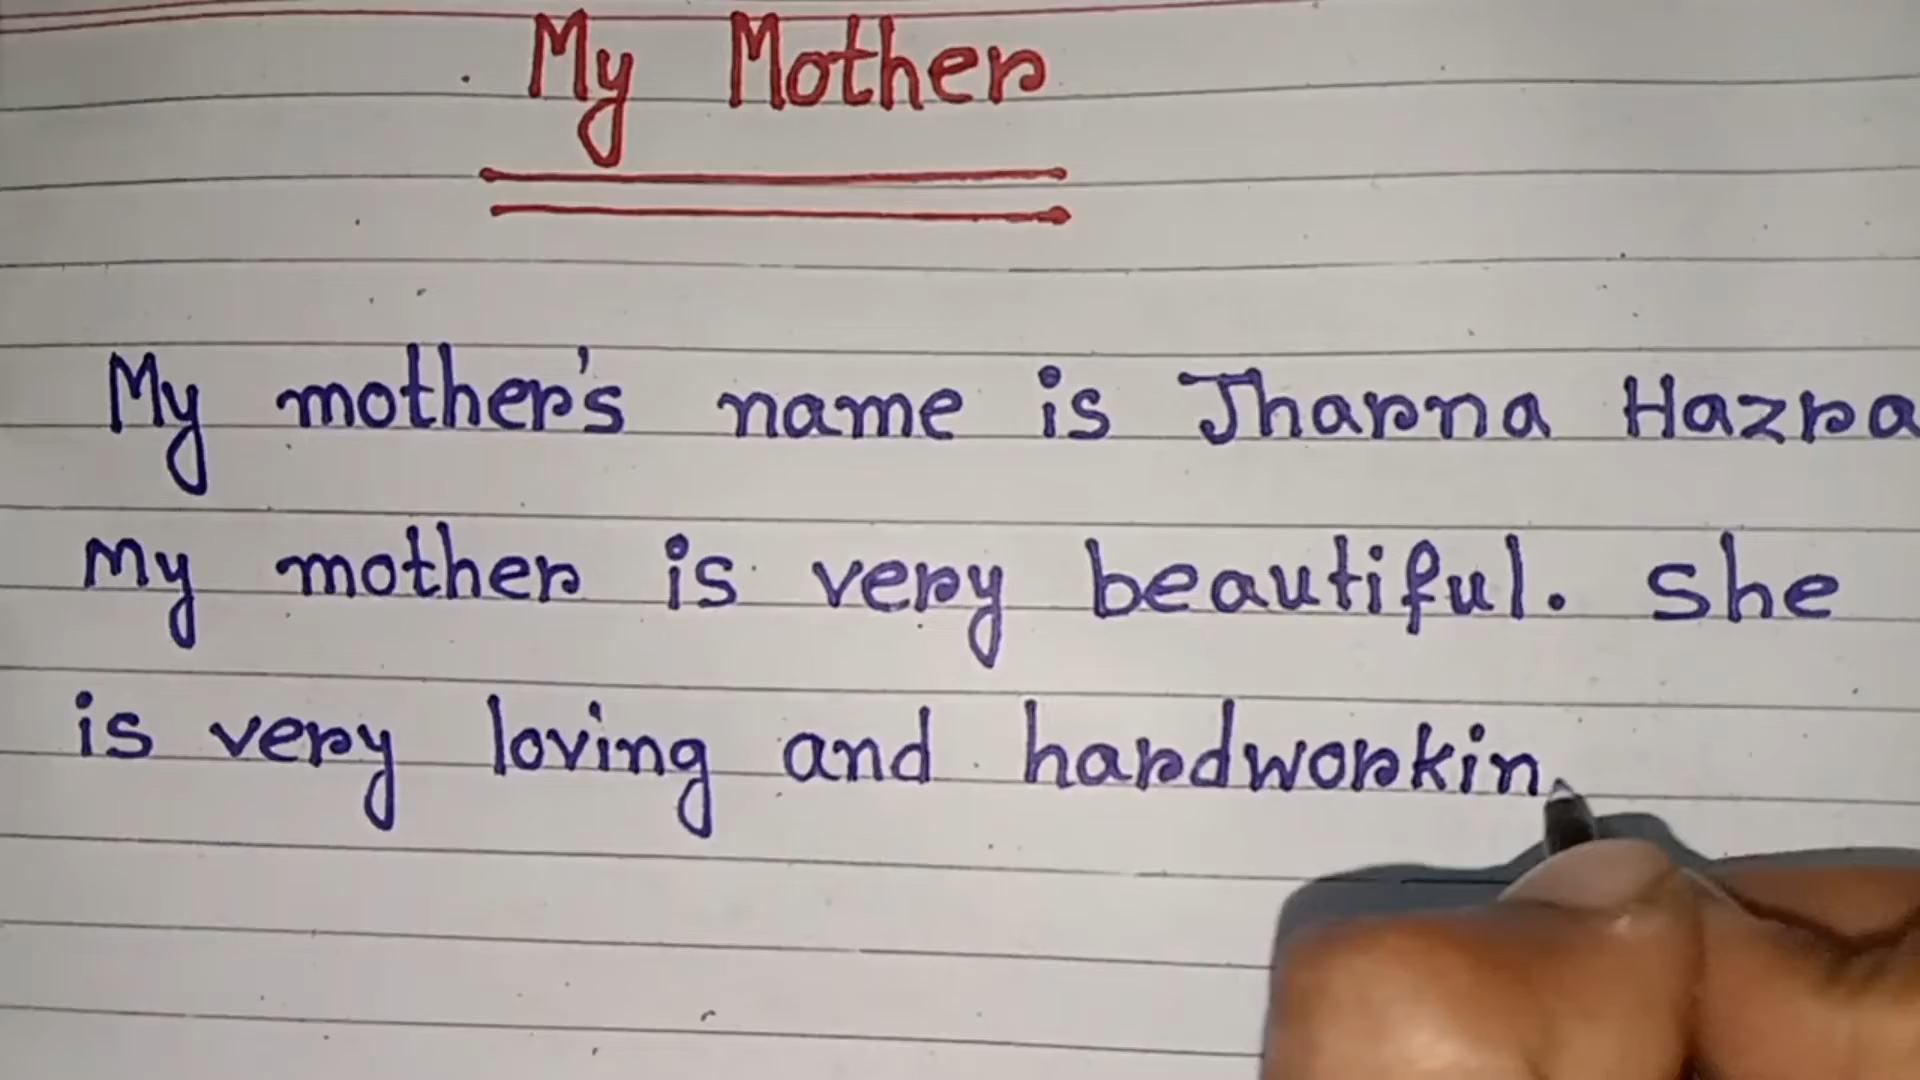 My Mother
My mother's name is Jharna Hazra
My mother is very beautiful. She
is very loving and hardworkin